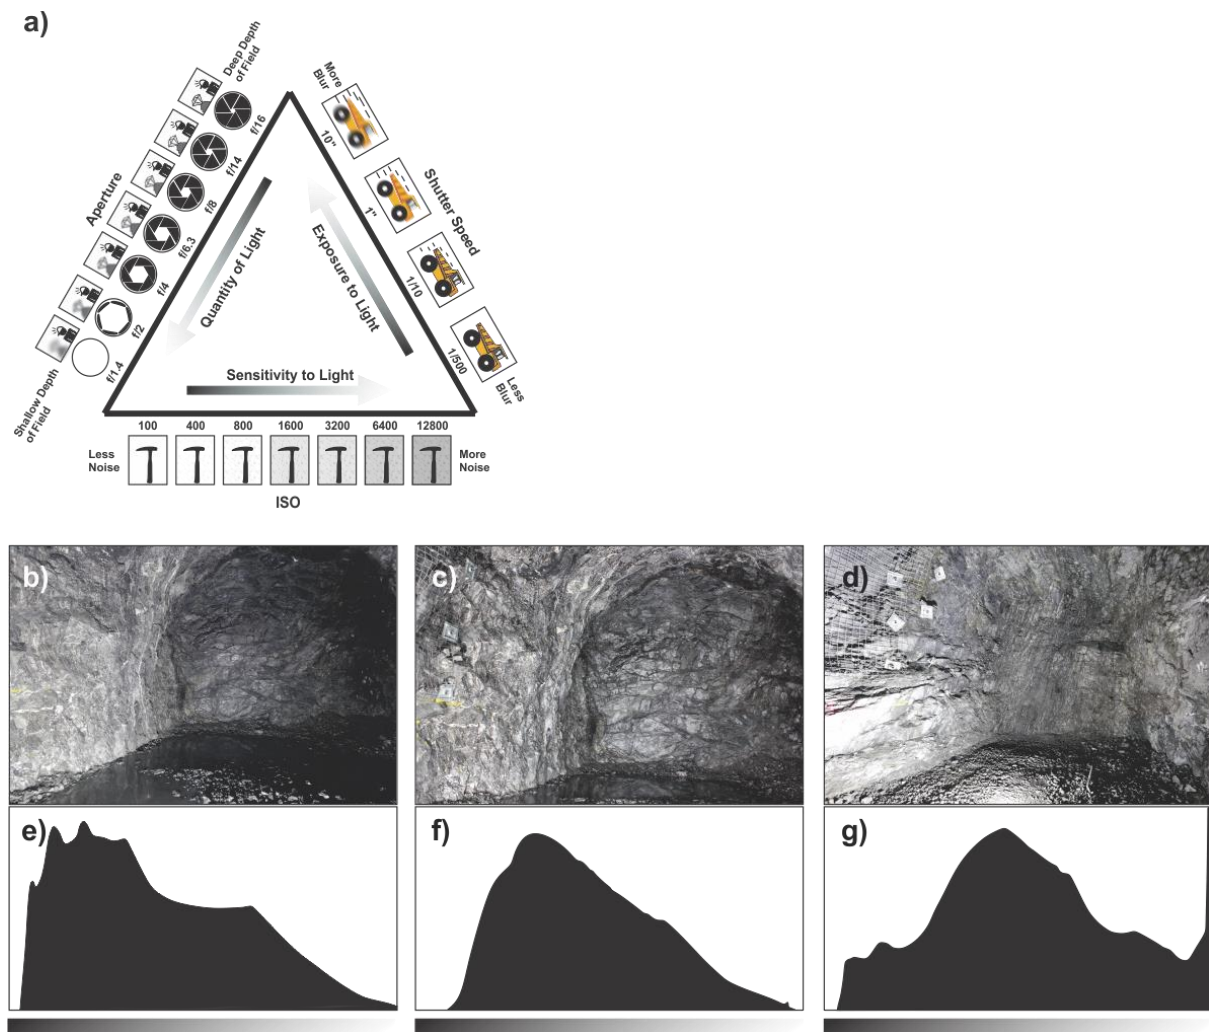 a)
Deep Depth
of Field
Aperture
Shallow Depth
of Field
f/16
f/14
f/8
f/6.3
f/4
f/2
f/1.4
Quantity of Light
More
Blur
10"
1"
1/10
1/500
Shutter Speed
Less
Blur
Exposure to Light
Sensitivity to Light
100 400 800 1600 3200 6400 12800
Less
Noise
More
Noise
ISO
b) c) d)
e) f) g)